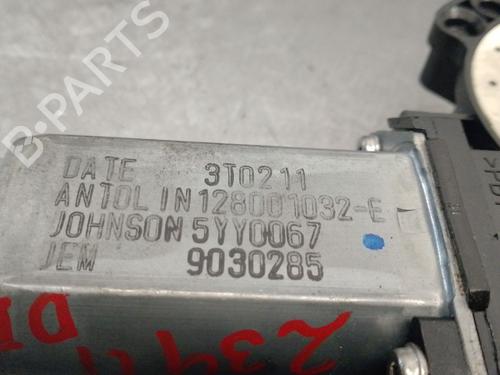 B-PARTS
DATE 3T0211
ANTOLIN 128001032-E
JOHNSON 5YY0067
JEM 9030285